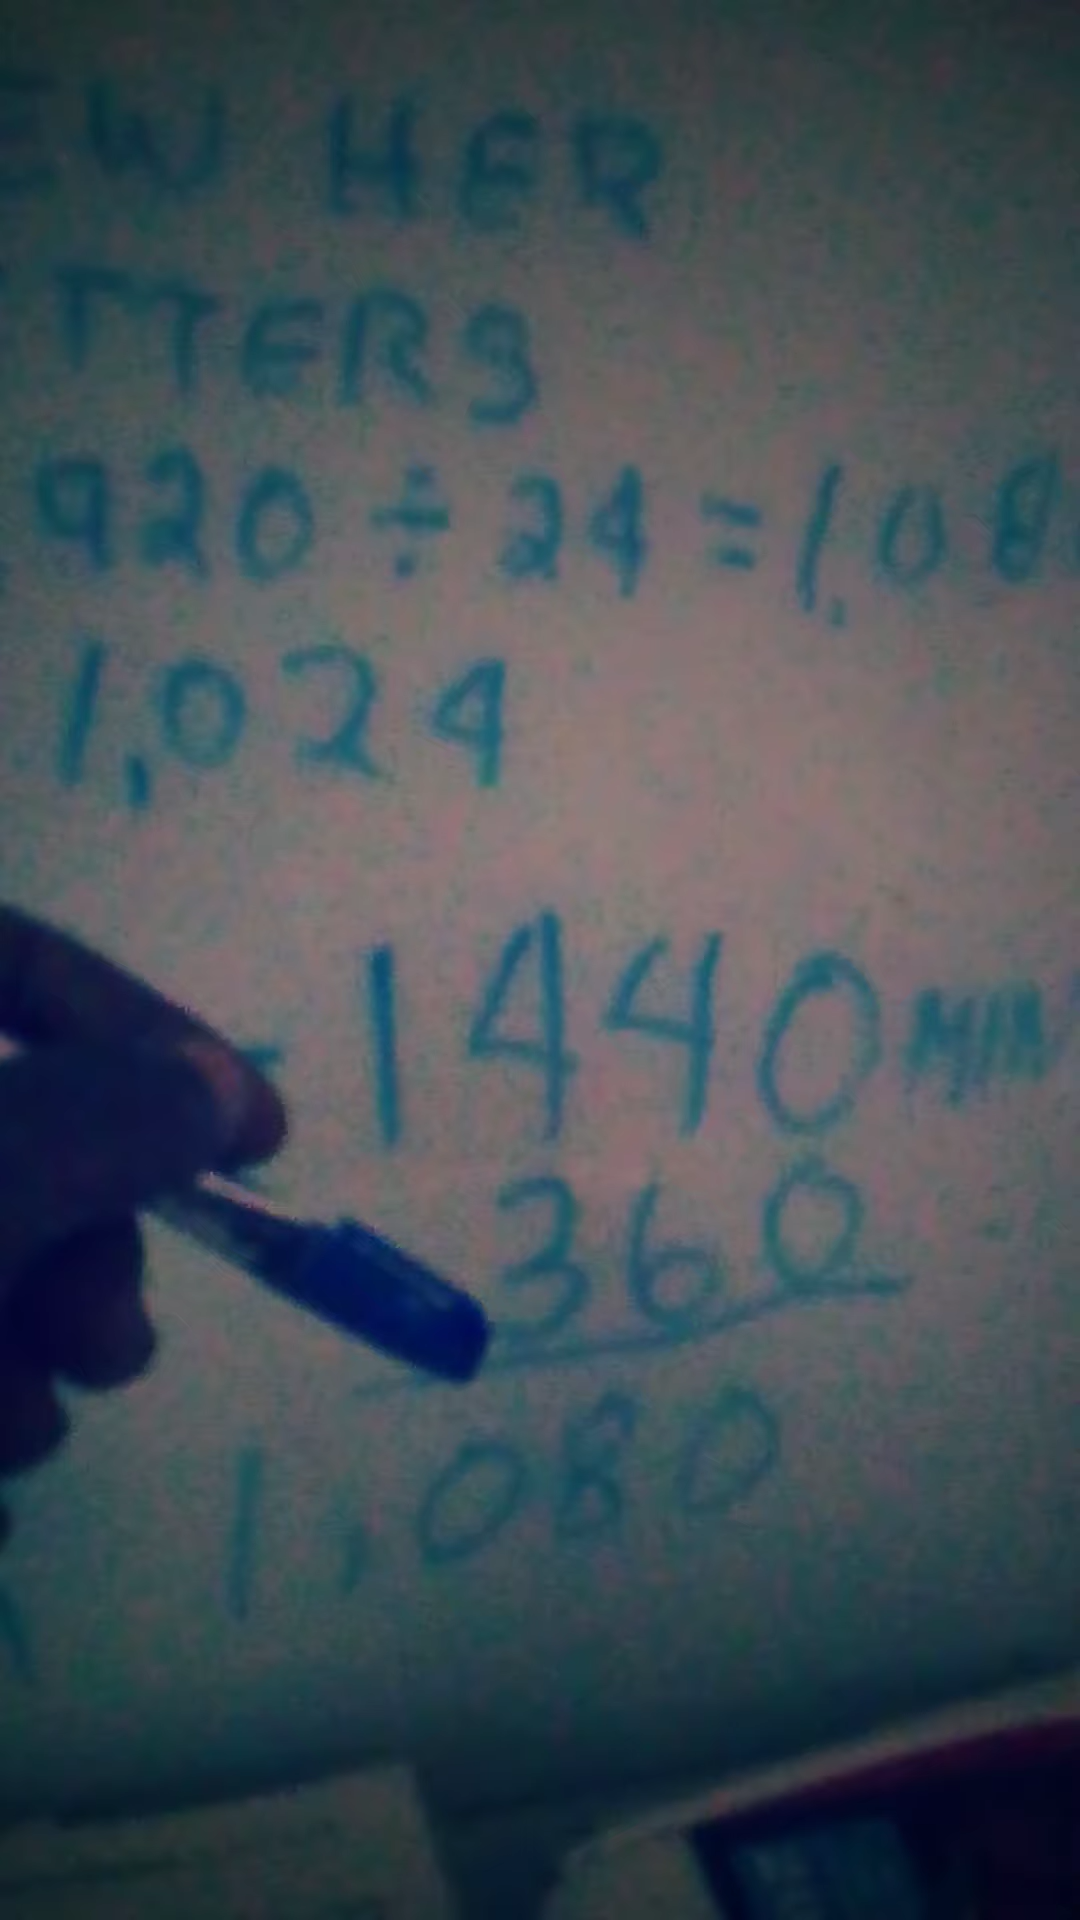 EW HER
TTERS
920 ÷ 24 = 1,08
1,024
= 1440 MIN
360
1,080